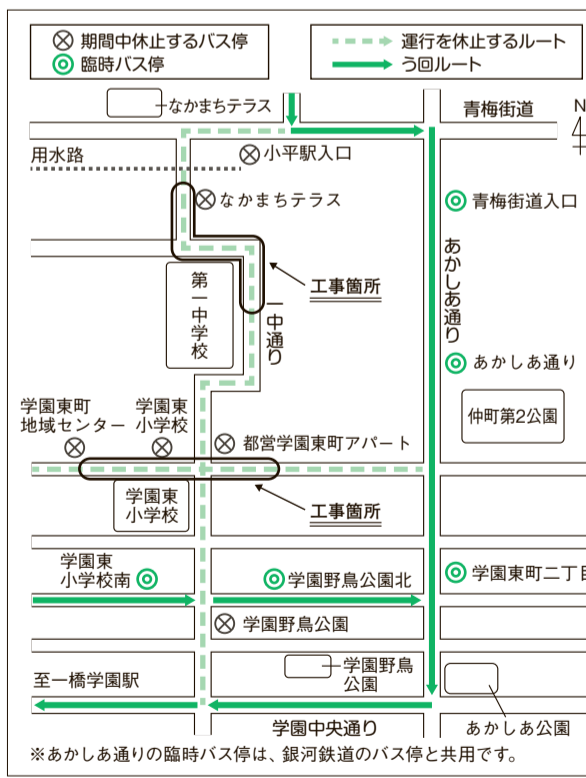 期間中休止するバス停
臨時バス停
運行を休止するルート
う回ルート
なかまちテラス
青梅街道
N
用水路
小平駅入口
なかまちテラス
青梅街道入口
あかしあ通り
工事箇所
第一中学校
一中通り
あかしあ通り
仲町第2公園
学園東町
地域センター
学園東
小学校
都営学園東町アパート
学園東
小学校
工事箇所
学園東
小学校南
学園野鳥公園北
学園東町二丁目
学園野鳥公園
学園野鳥
公園
至一橋学園駅
学園中央通り
あかしあ公園
※あかしあ通りの臨時バス停は、銀河鉄道のバス停と共用です。